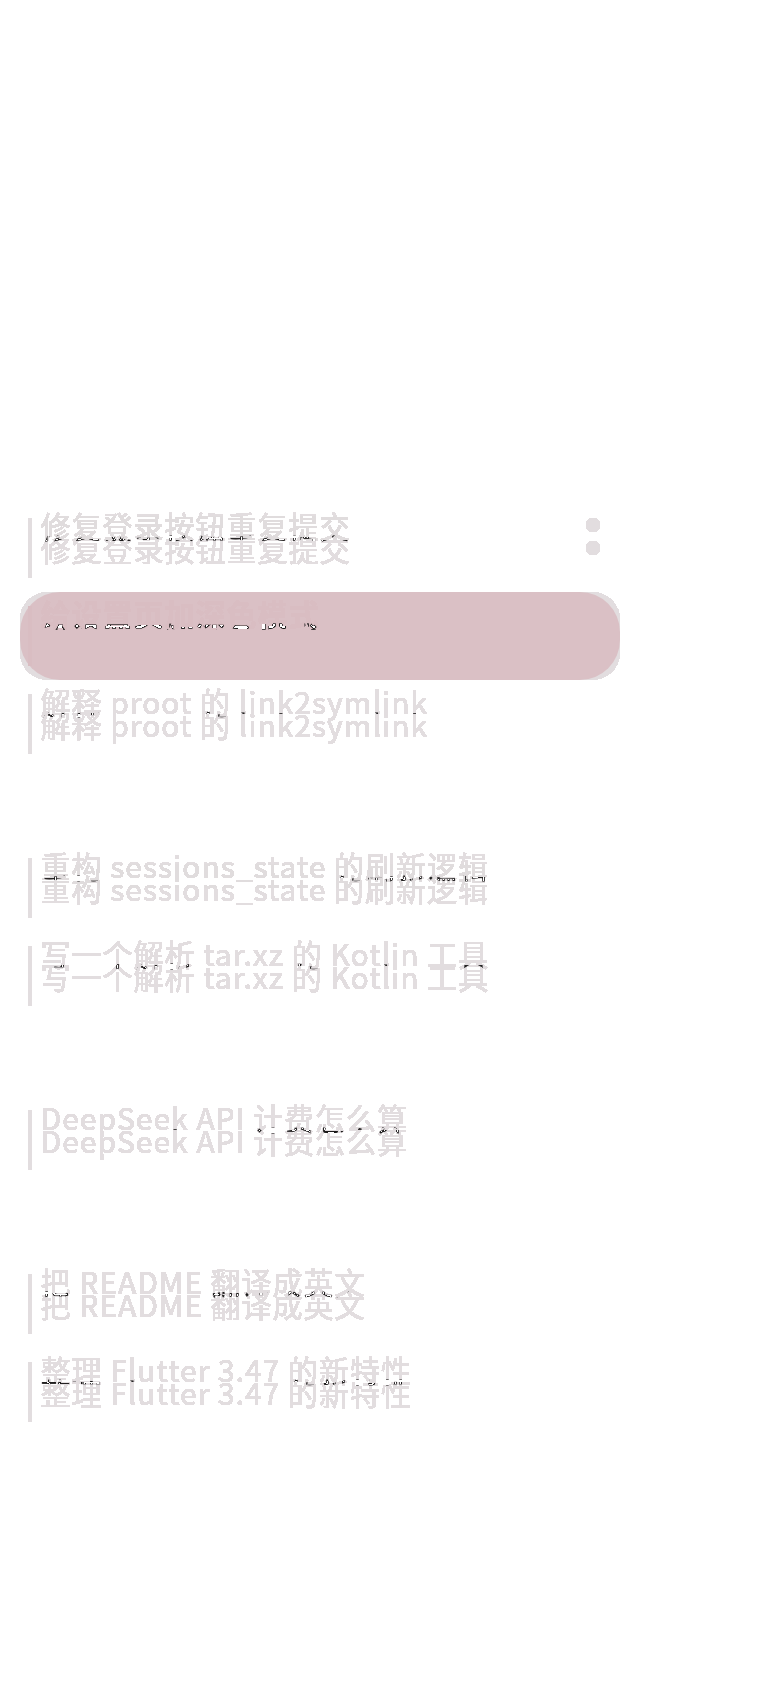 修复登录按钮重复提交
修复登录按钮重复提交
解释 proot 的 link2symlink
解释 proot 的 link2symlink
重构 sessions_state 的刷新逻辑
重构 sessions_state 的刷新逻辑
写一个解析 tar.xz 的 Kotlin 工具
写一个解析 tar.xz 的 Kotlin 工具
DeepSeek API 计费怎么算
DeepSeek API 计费怎么算
把 README 翻译成英文
把 README 翻译成英文
整理 Flutter 3.47 的新特性
整理 Flutter 3.47 的新特性